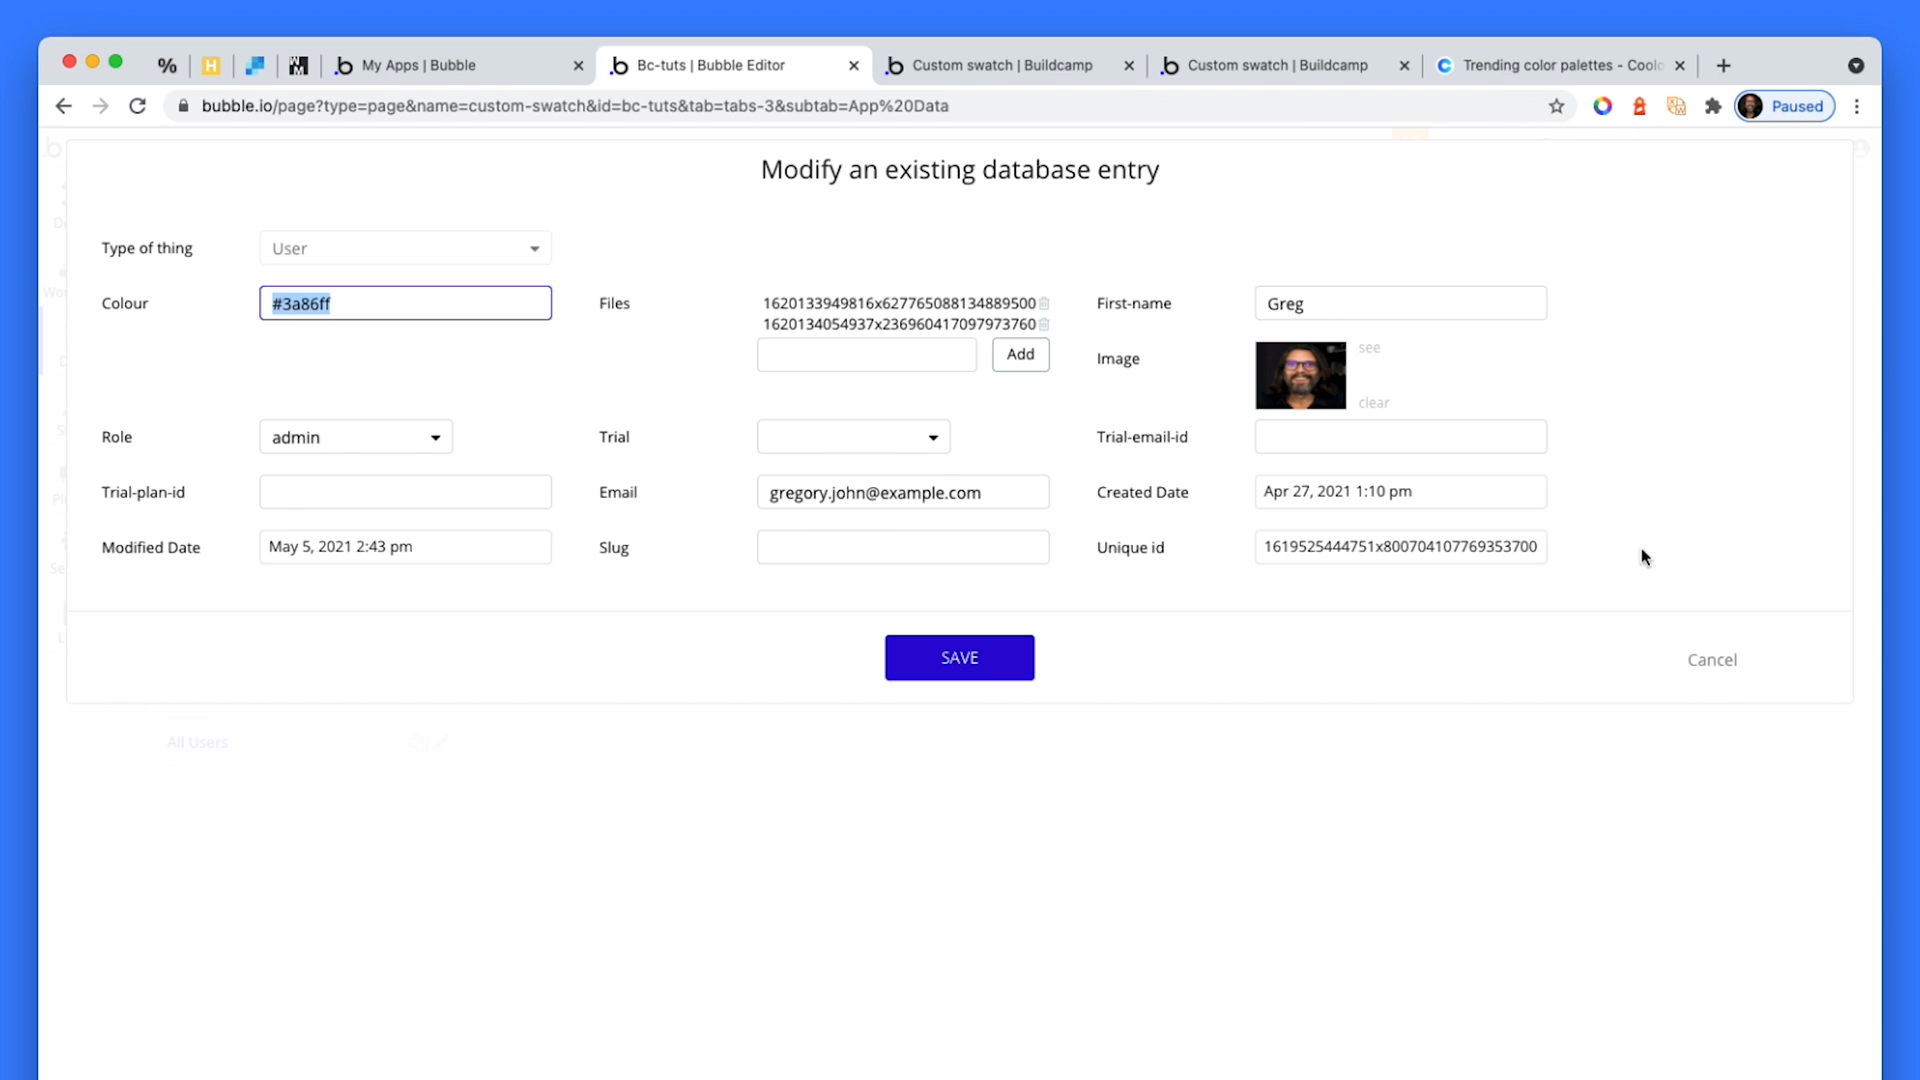 My Apps | Bubble
Bc-tuts | Bubble Editor
Custom swatch | Buildcamp
Custom swatch | Buildcamp
Trending color palettes - Coolo
bubble.io/page?type=page&name=custom-swatch&id=bc-tuts&tab=tabs-3&subtab=App%20Data
Paused
Modify an existing database entry
Type of thing
User
Colour
#3a86ff
Files
1620133949816x627765088134889500
1620134054937x236960417097973760
Add
First-name
Greg
Image
see
clear
Role
admin
Trial
Trial-email-id
Trial-plan-id
Email
gregory.john@example.com
Created Date
Apr 27, 2021 1:10 pm
Modified Date
May 5, 2021 2:43 pm
Slug
Unique id
1619525444751x800704107769353700
SAVE
Cancel
All Users